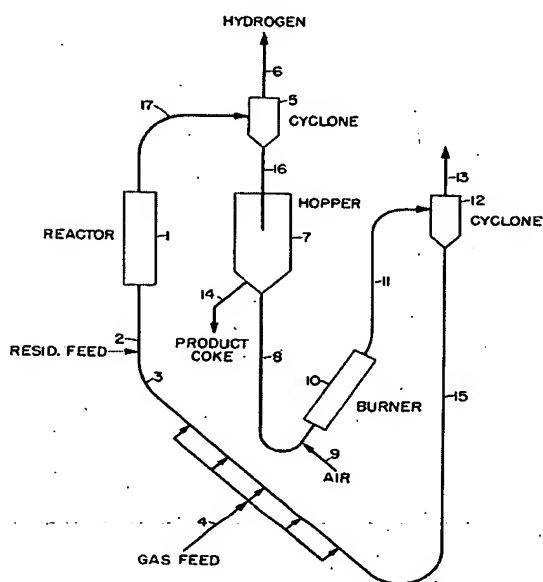 HYDROGEN
6
17
5
CYCLONE
16
13
12
CYCLONE
HOPPER
REACTOR
1
7
11
14
PRODUCT
COKE
2
RESID. FEED
8
10
BURNER
15
3
9
AIR
4
GAS FEED